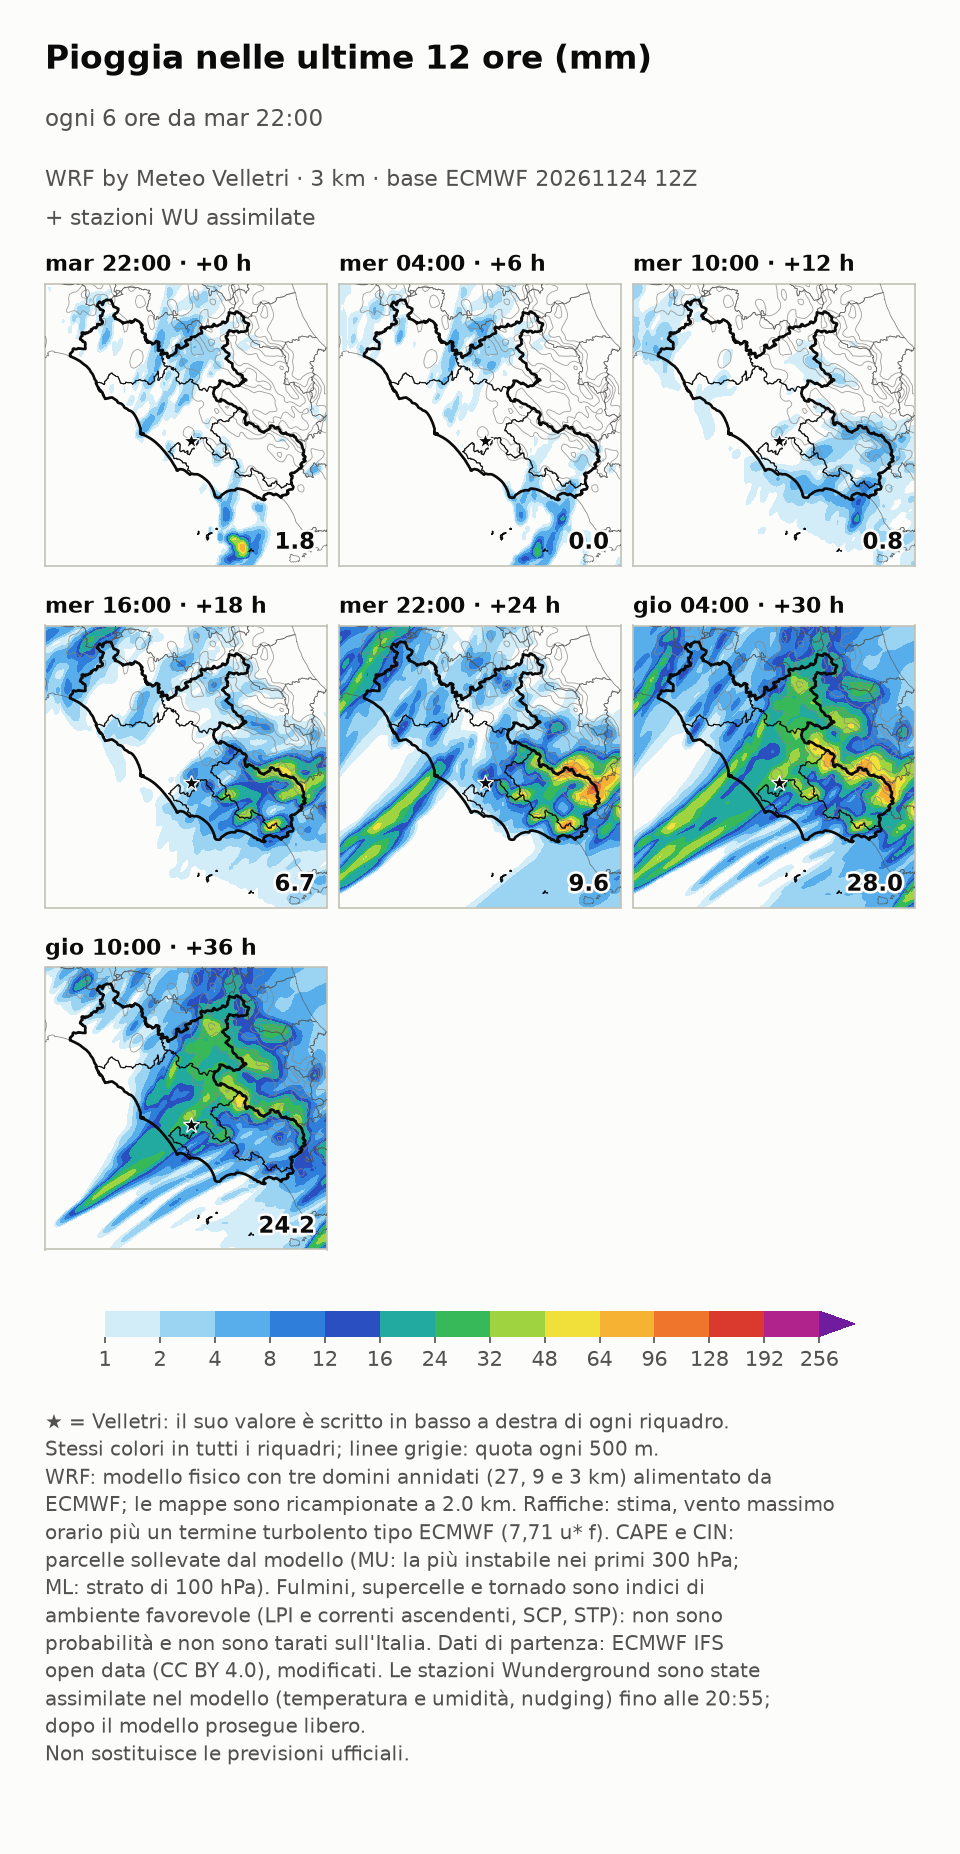 Pioggia nelle ultime 12 ore (mm)
ogni 6 ore da mar 22:00
WRF by Meteo Velletri · 3 km · base ECMWF 20261124 12Z
+ stazioni WU assimilate
mar 22:00 · +0 h
mer 04:00 · +6 h
mer 10:00 · +12 h
1.8
0.0
0.8
mer 16:00 · +18 h
mer 22:00 · +24 h
gio 04:00 · +30 h
6.7
9.6
28.0
gio 10:00 · +36 h
24.2
1 2 4 8 12 16 24 32 48 64 96 128 192 256
★ = Velletri: il suo valore è scritto in basso a destra di ogni riquadro.
Stessi colori in tutti i riquadri; linee grigie: quota ogni 500 m.
WRF: modello fisico con tre domini annidati (27, 9 e 3 km) alimentato da
ECMWF; le mappe sono ricampionate a 2.0 km. Raffiche: stima, vento massimo
orario più un termine turbolento tipo ECMWF (7,71 u* f). CAPE e CIN:
parcelle sollevate dal modello (MU: la più instabile nei primi 300 hPa;
ML: strato di 100 hPa). Fulmini, supercelle e tornado sono indici di
ambiente favorevole (LPI e correnti ascendenti, SCP, STP): non sono
probabilità e non sono tarati sull'Italia. Dati di partenza: ECMWF IFS
open data (CC BY 4.0), modificati. Le stazioni Wunderground sono state
assimilate nel modello (temperatura e umidità, nudging) fino alle 20:55;
dopo il modello prosegue libero.
Non sostituisce le previsioni ufficiali.